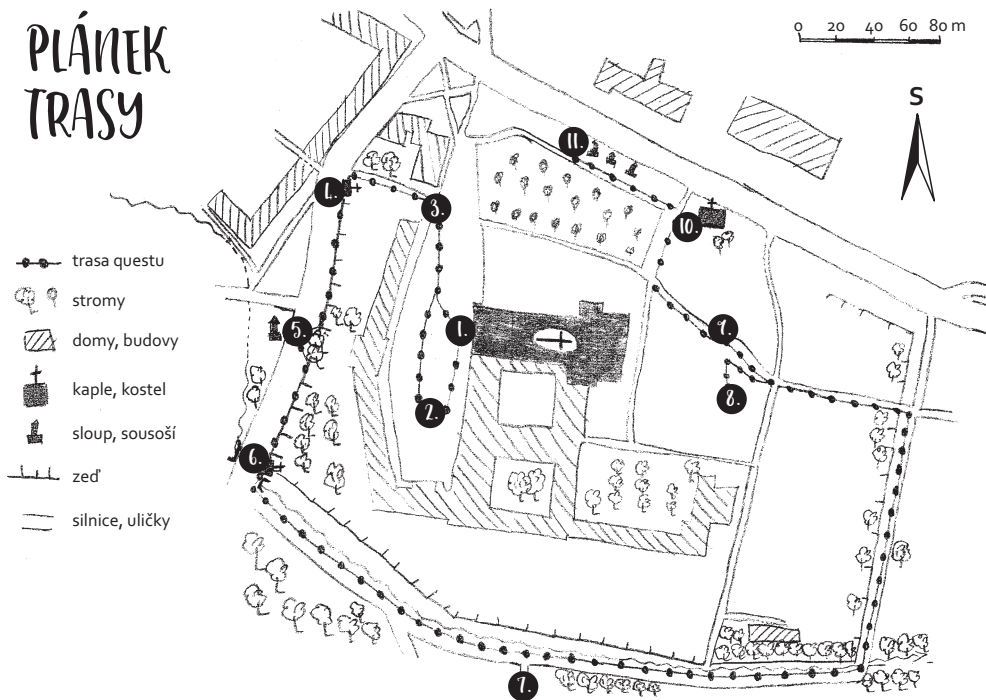 PLÁNEK
TRASY
0 20 40 60 80 m
S
trasa questu
stromy
domy, budovy
kaple, kostel
sloup, sousoší
zeď
silnice, uličky
1.
2.
3.
4.
5.
6.
7.
8.
9.
10.
11.